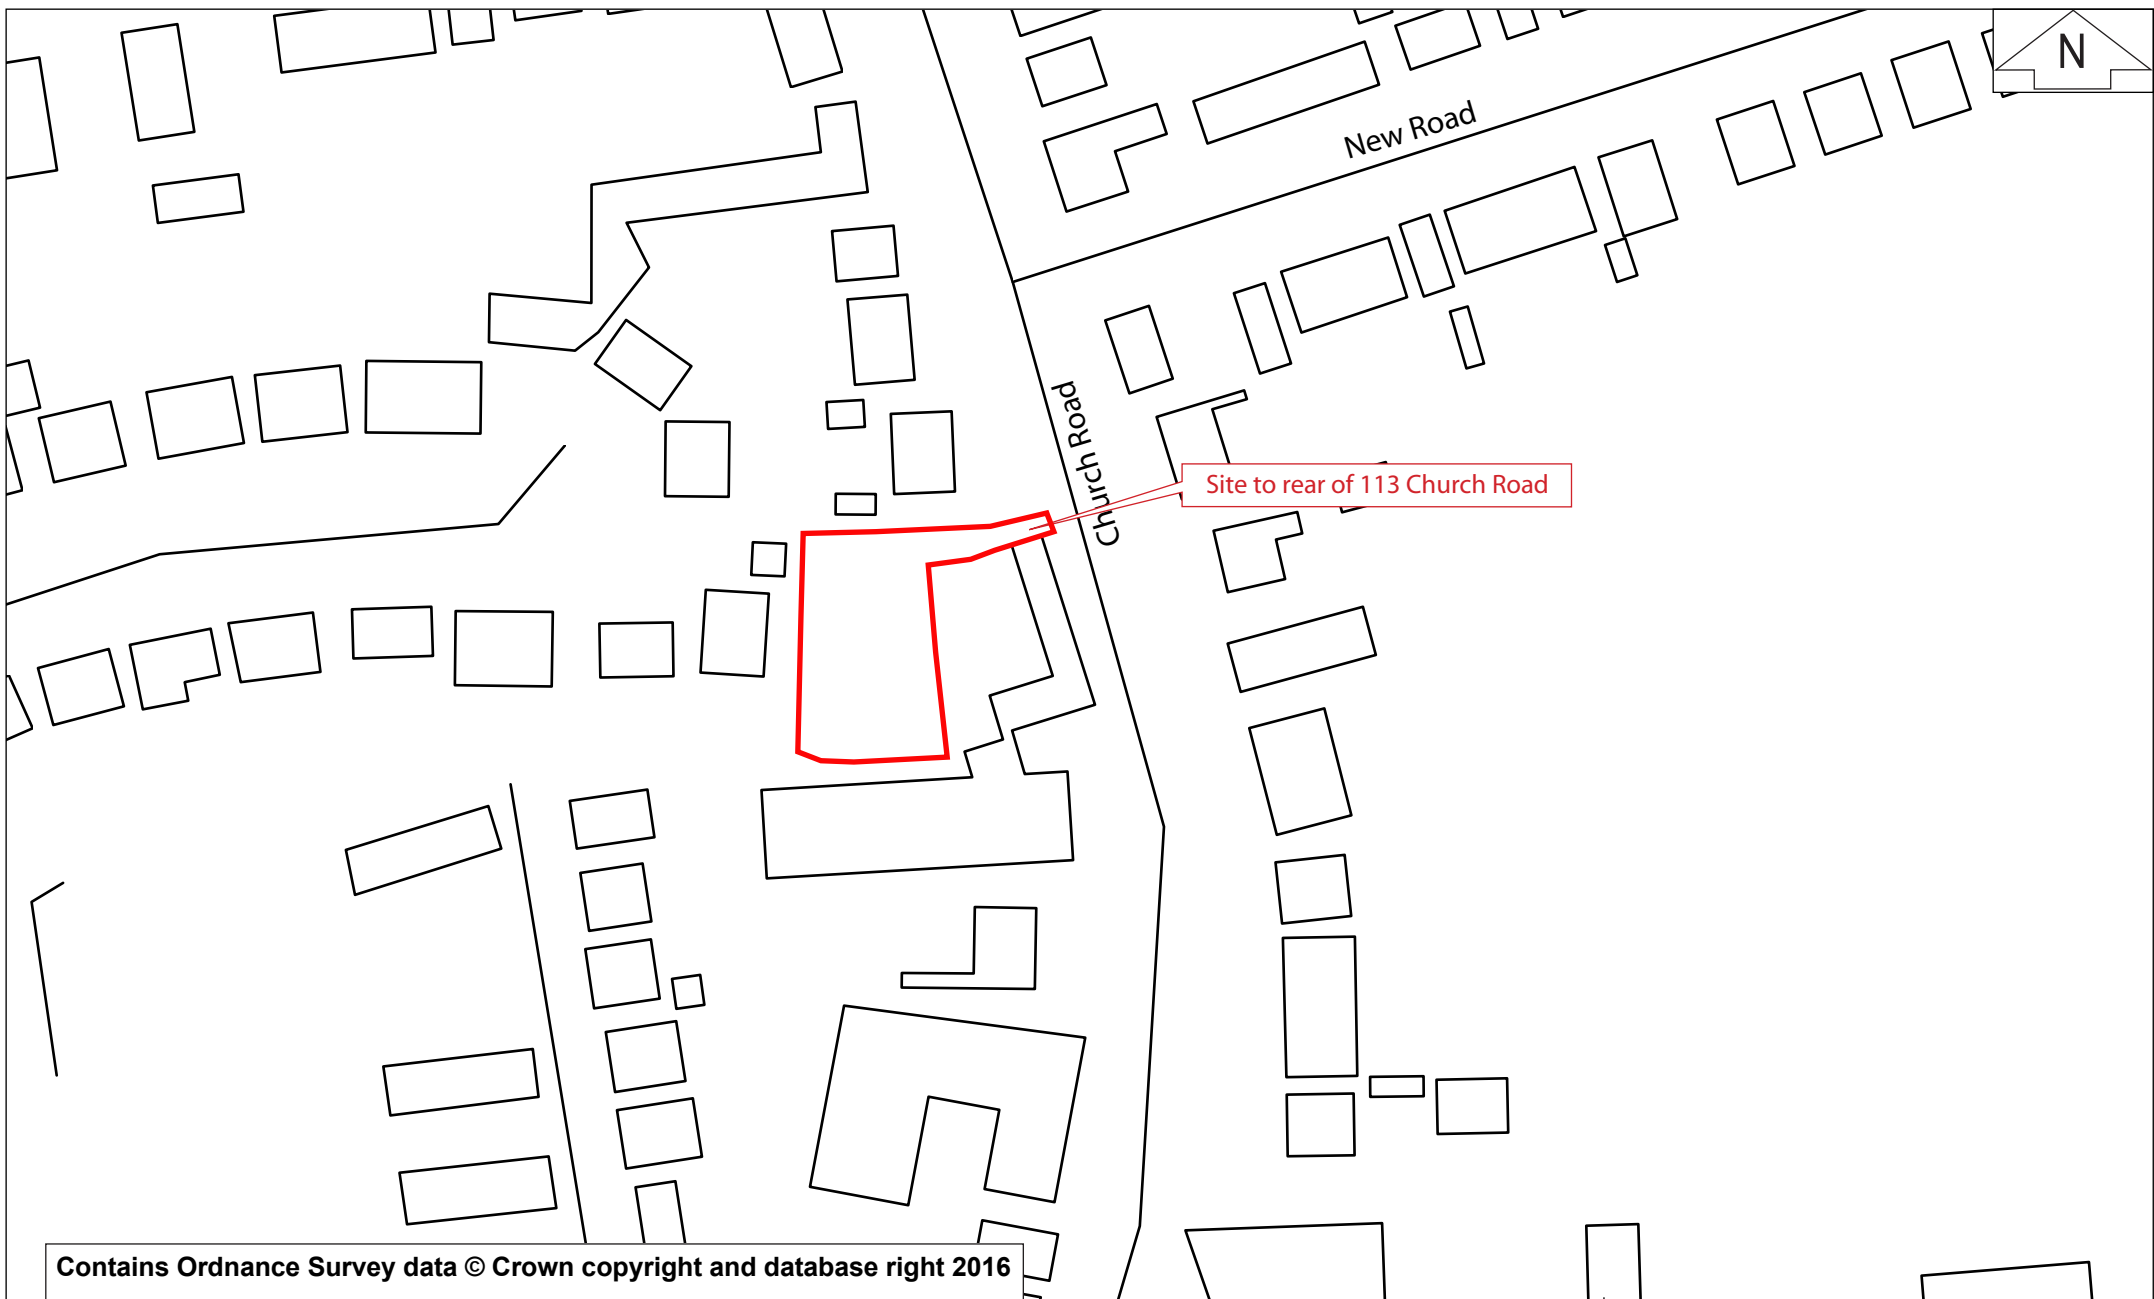 N
New Road
Church Road
Site to rear of 113 Church Road
Contains Ordnance Survey data © Crown copyright and database right 2016